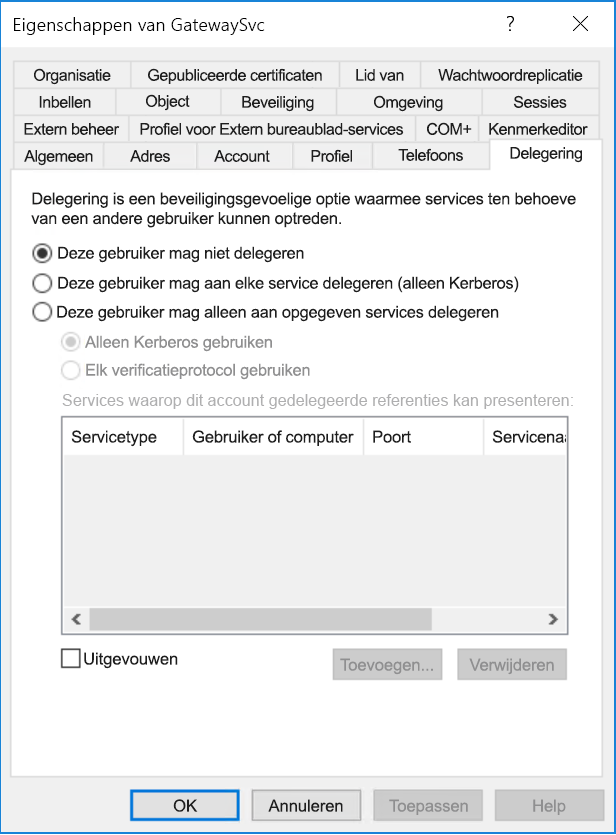 Eigenschappen van GatewaySvc
Organisatie Gepubliceerde certificaten Lid van Wachtwoordreplicatie
Inbellen Object Beveiliging Omgeving Sessies
Extern beheer Profiel voor Extern bureaublad-services COM+ Kenmerkeditor
Algemeen Adres Account Profiel Telefoons Delegering
Delegering is een beveiligingsgevoelige optie waarmee services ten behoeve
van een andere gebruiker kunnen optreden.
Deze gebruiker mag niet delegeren
Deze gebruiker mag aan elke service delegeren (alleen Kerberos)
Deze gebruiker mag alleen aan opgegeven services delegeren
Alleen Kerberos gebruiken
Elk verificatieprotocol gebruiken
Services waarop dit account gedelegeerde referenties kan presenteren:
Servicetype Gebruiker of computer Poort Servicenaa
Uitgevouwen Toevoegen... Verwijderen
OK Annuleren Toepassen Help